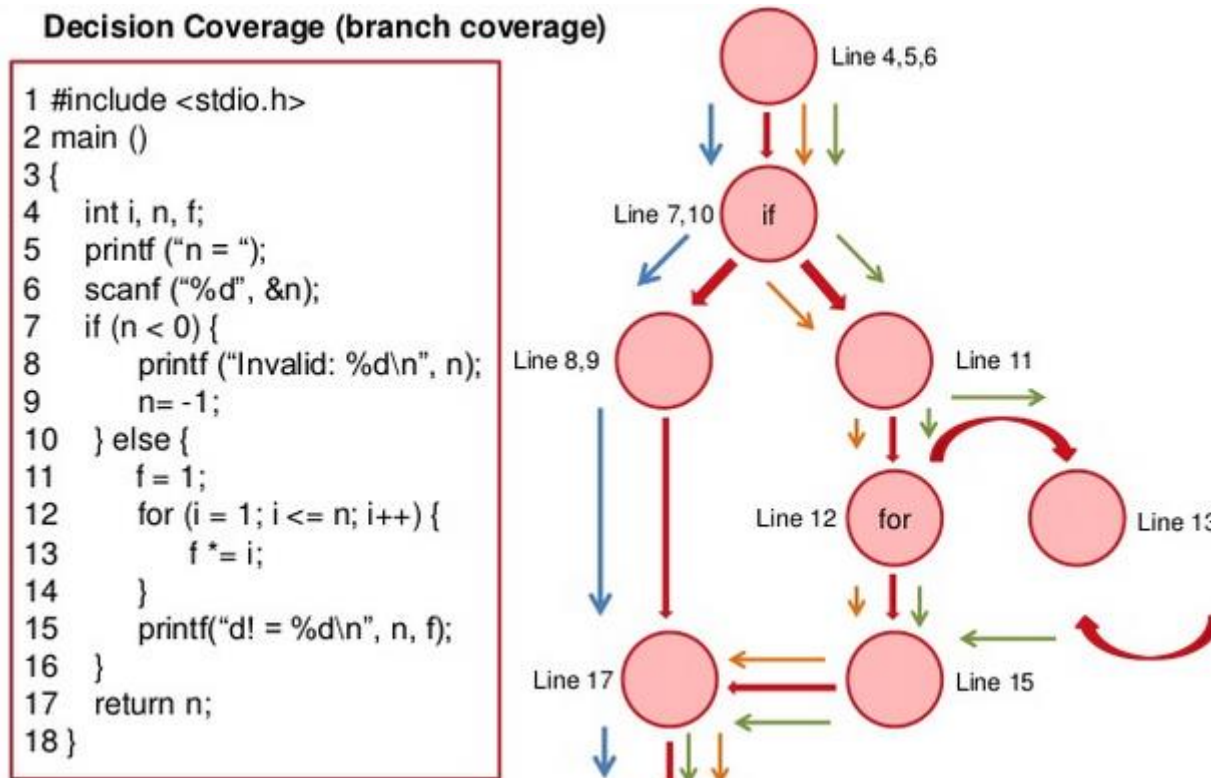 Decision Coverage (branch coverage)
1 #include <stdio.h>
2 main ()
3 {
4 int i, n, f;
5 printf (“n = “);
6 scanf (“%d”, &n);
7 if (n < 0) {
8 printf (“Invalid: %d\n”, n);
9 n= -1;
10 } else {
11 f = 1;
12 for (i = 1; i <= n; i++) {
13 f *= i;
14 }
15 printf(“d! = %d\n”, n, f);
16 }
17 return n;
18 }
Line 4,5,6
Line 7,10
if
Line 8,9
Line 11
Line 12
for
Line 13
Line 17
Line 15